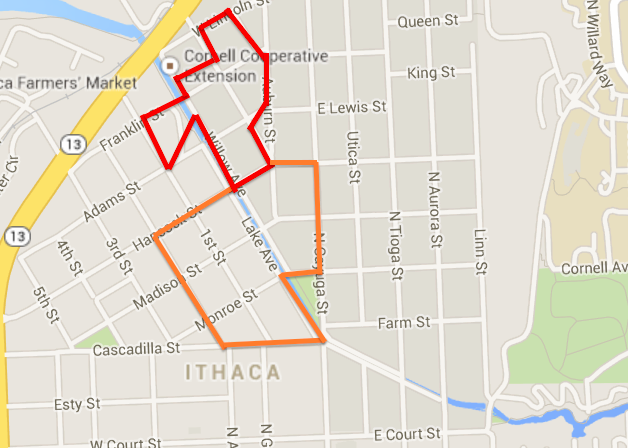 W Lincoln St
Queen St
N Willard Way
Cornell Cooperative
Extension
King St
ca Farmers' Market
Auburn St
E Lewis St
Franklin St
13
Willow Ave
Utica St
Adams St
N Aurora St
Hancock St
13
4th St
3rd St
1st St
Lake Ave
N Tioga St
Linn St
N Cayuga St
Cornell Av
5th St
Madison St
Monroe St
Farm St
Cascadilla St
ITHACA
Esty St
N A
N G
W Court St
E Court St